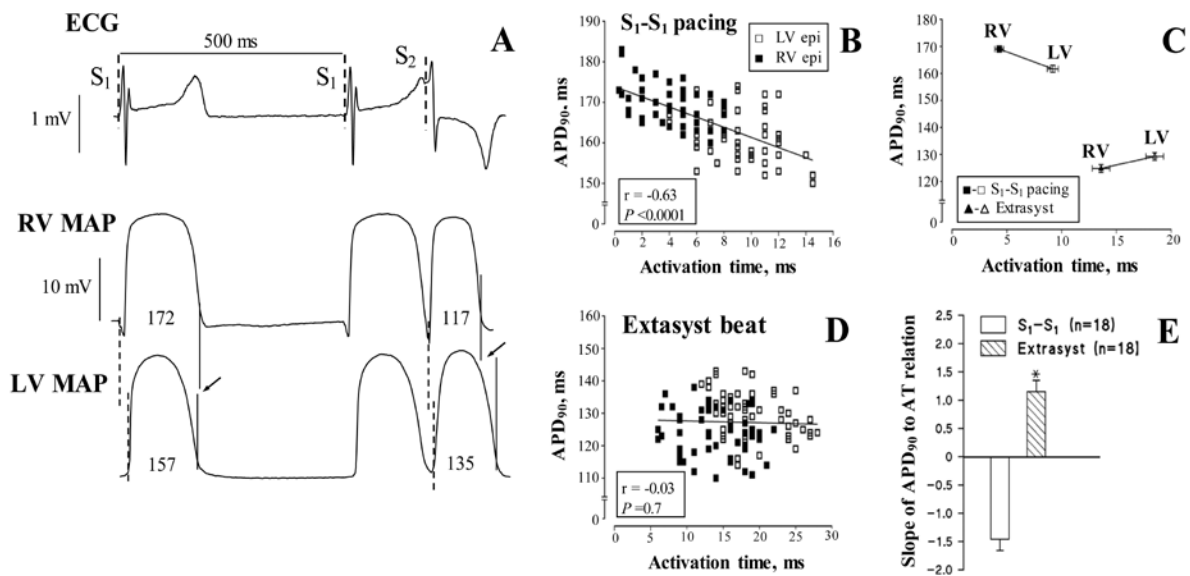 ECG
A
500 ms
S1
S1
S2
1 mV
RV MAP
10 mV
172
117
LV MAP
157
135
S1-S1 pacing
B
LV epi
RV epi
APD90, ms
190
180
170
160
150
0
r = -0.63
P <0.0001
0 2 4 6 8 10 12 14 16
Activation time, ms
C
APD90, ms
180
170
160
150
140
130
120
0
RV
LV
RV
LV
S1-S1 pacing
Extrasyst
0 5 10 15 20
Activation time, ms
Extasyst beat
D
APD90, ms
160
150
140
130
120
110
0
r = -0.03
P =0.7
0 5 10 15 20 25 30
Activation time, ms
E
Slope of APD90 to AT relation
2.5
2.0
1.5
1.0
0.5
0
-0.5
-1.0
-1.5
-2.0
S1-S1 (n=18)
Extrasyst (n=18)
*